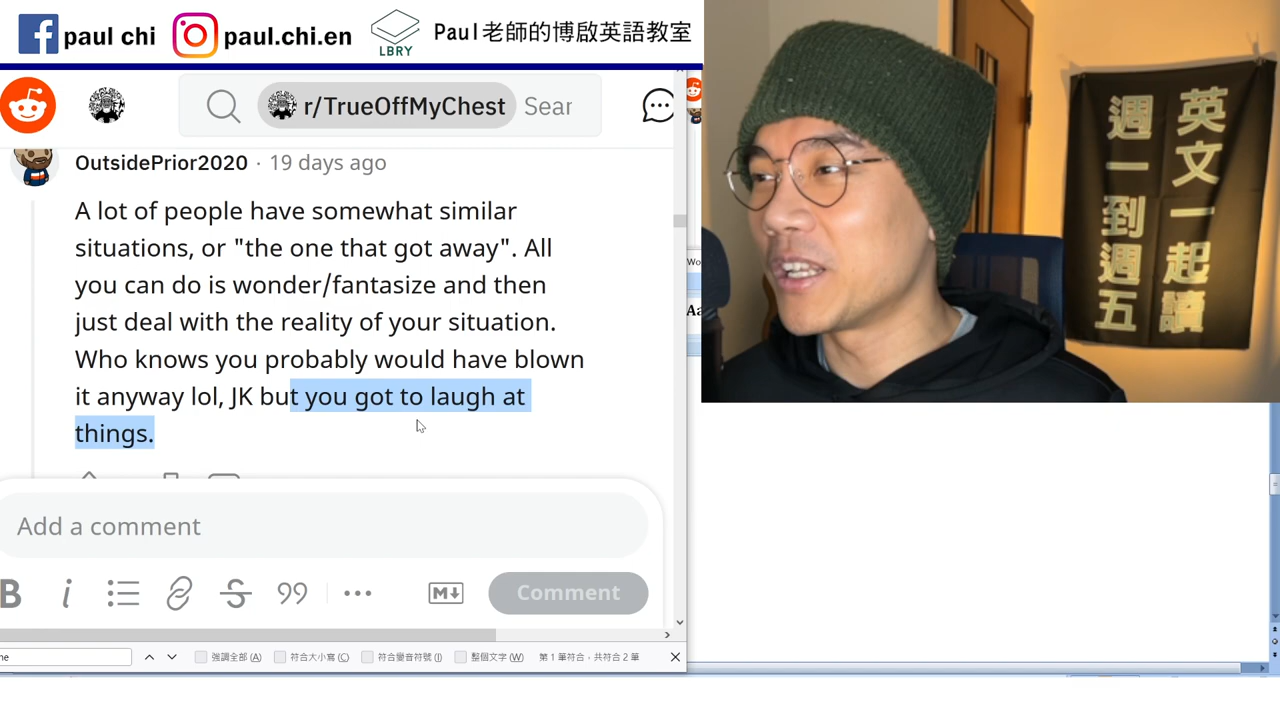 paul chi
paul.chi.en
LBRY
Paul老師的博啟英語教室
r/TrueOffMyChest
Sear
OutsidePrior2020 · 19 days ago
A lot of people have somewhat similar
situations, or "the one that got away". All
you can do is wonder/fantasize and then
just deal with the reality of your situation.
Who knows you probably would have blown
it anyway lol, JK but you got to laugh at
things.
Add a comment
B i
M
Comment
強調全部 (A)
符合大小寫 (C)
符合變音符號 (I)
整個文字 (W)
第 1 筆符合，共符合 2 筆
英文一起讀
週一到週五